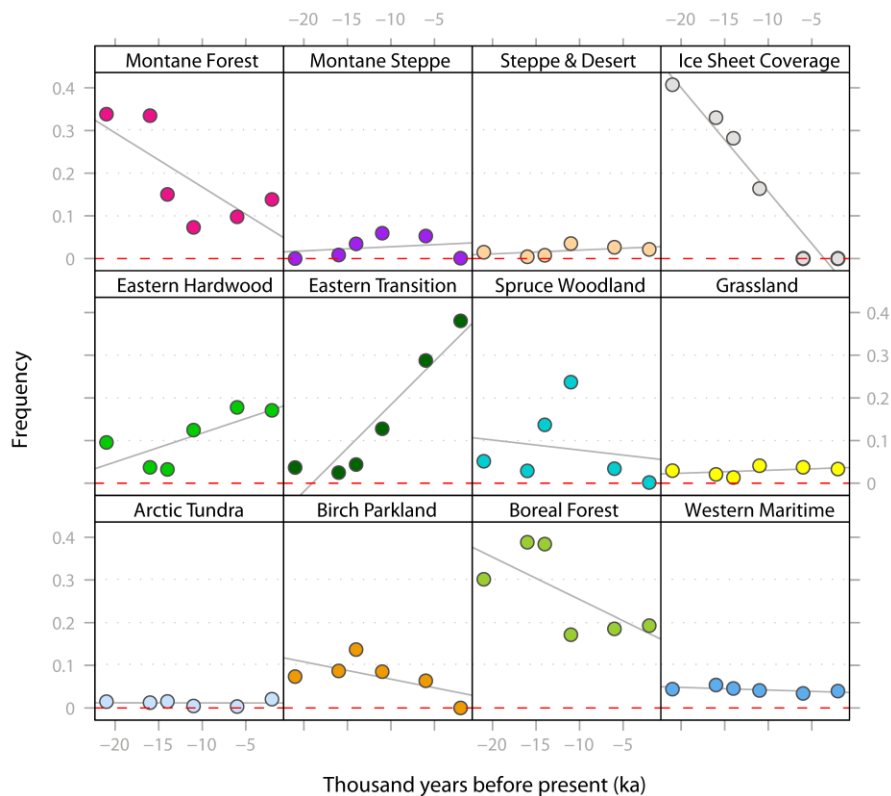 −20 −15 −10 −5 −20 −15 −10 −5
Montane Forest Montane Steppe Steppe & Desert Ice Sheet Coverage
0.4
0.3
0.2
0.1
0
Eastern Hardwood Eastern Transition Spruce Woodland Grassland
0.4
0.3
0.2
0.1
0
Frequency
Arctic Tundra Birch Parkland Boreal Forest Western Maritime
0.4
0.3
0.2
0.1
0
−20 −15 −10 −5 −20 −15 −10 −5
Thousand years before present (ka)